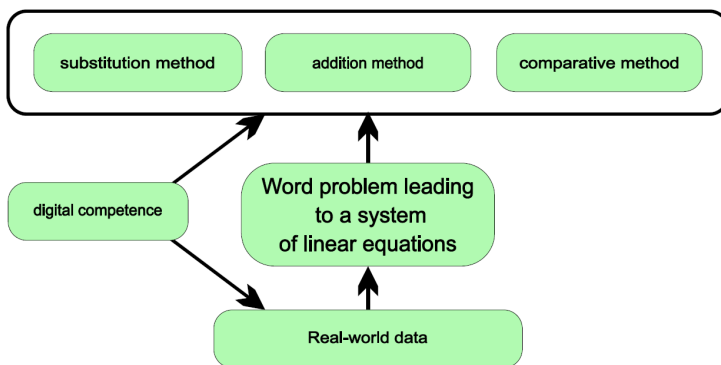 substitution method
addition method
comparative method
digital competence
Word problem leading
to a system
of linear equations
Real-world data